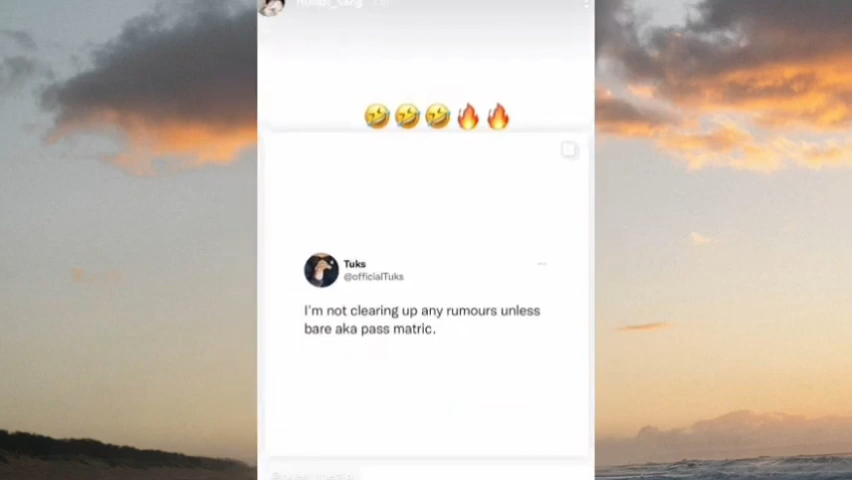 🤣🤣🤣🔥🔥
Tuks
@officialTuks
I'm not clearing up any rumours unless
bare aka pass matric.